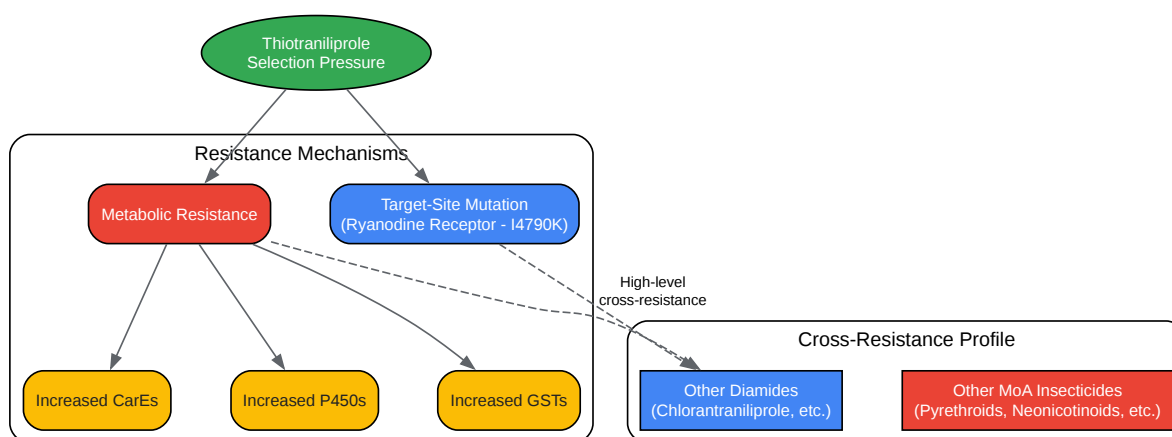 Thiotraniliprole
Selection Pressure
Resistance Mechanisms
Metabolic Resistance
Target-Site Mutation
(Ryanodine Receptor - I4790K)
High-level
cross-resistance
Cross-Resistance Profile
Increased CarEs
Increased P450s
Increased GSTs
Other Diamides
(Chlorantraniliprole, etc.)
Other MoA Insecticides
(Pyrethroids, Neonicotinoids, etc.)